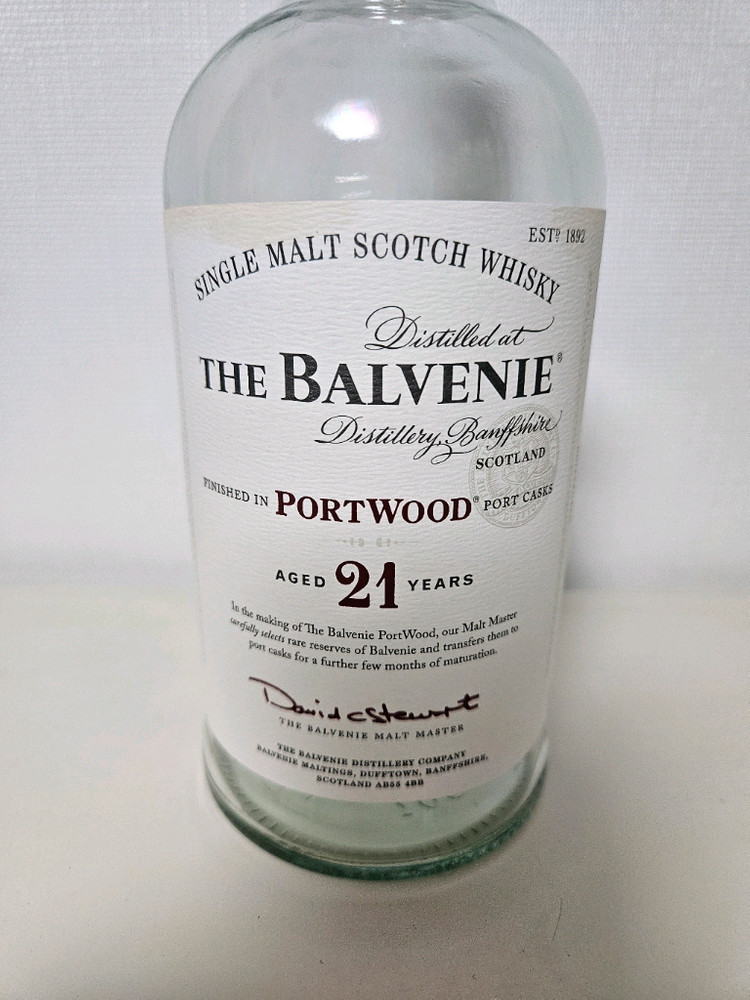 ESTD 1892
SINGLE MALT SCOTCH WHISKY
Distilled at
THE BALVENIE®
Distillery, Banffshire
SCOTLAND
FINISHED IN PORTWOOD® PORT CASKS
AGED 21 YEARS
In the making of The Balvenie PortWood, our Malt Master
carefully selects rare reserves of Balvenie and transfers them to
port casks for a further few months of maturation.
David C Stewart
THE BALVENIE MALT MASTER
THE BALVENIE DISTILLERY COMPANY
BALVENIE MALTINGS, DUFFTOWN, BANFFSHIRE,
SCOTLAND AB55 4BB